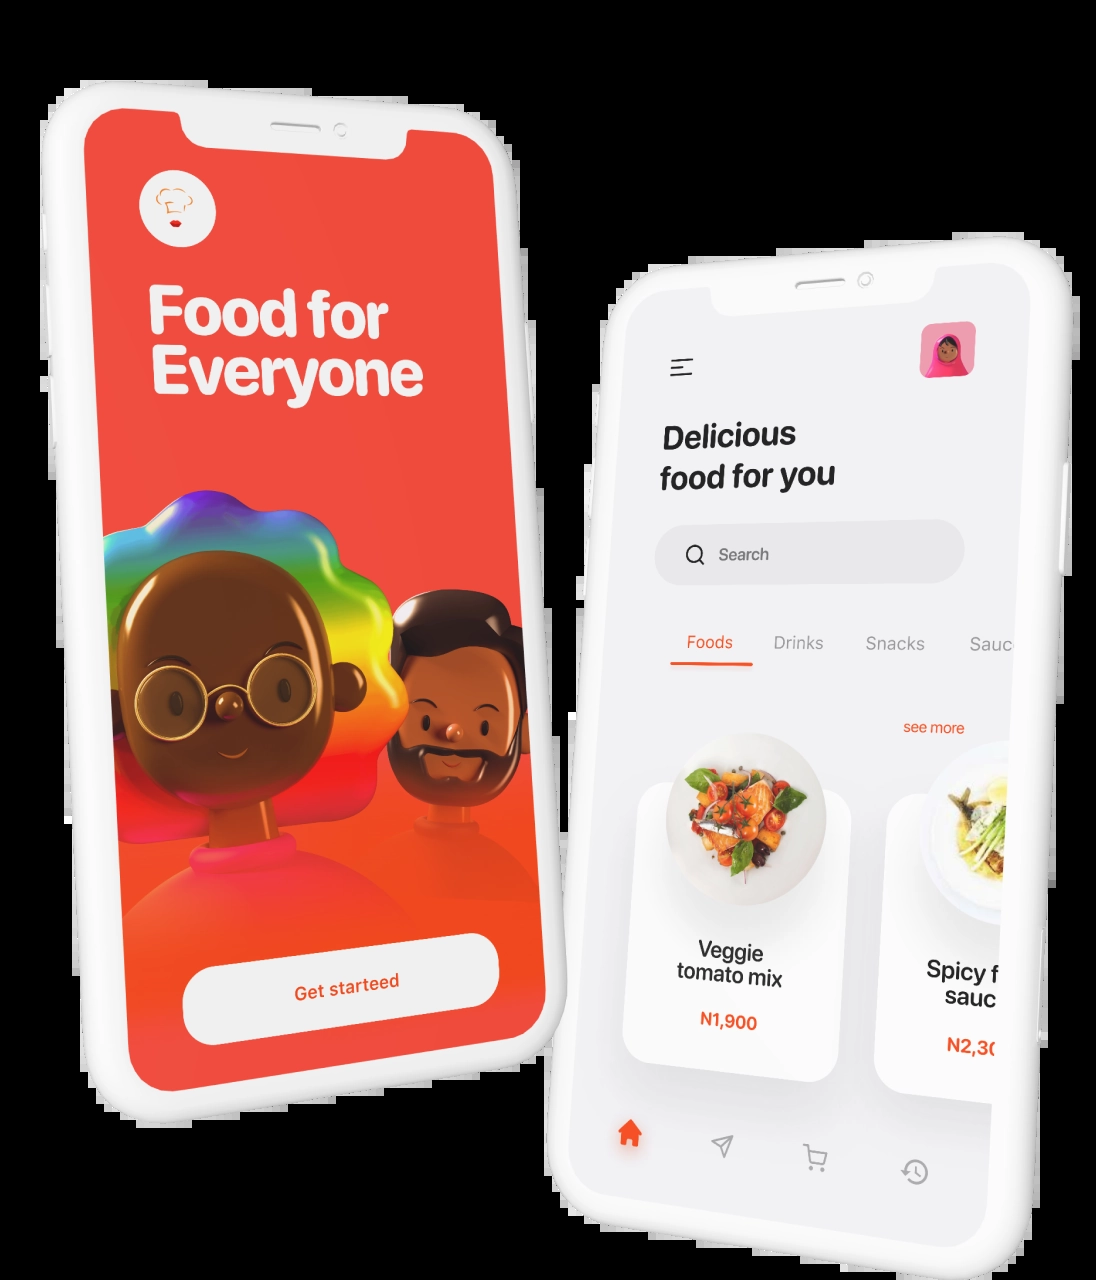 Food for
Everyone
Get starteed
Delicious
food for you
Search
Foods Drinks Snacks Sauc
see more
Veggie
tomato mix
N1,900
Spicy f
sauc
N2,30